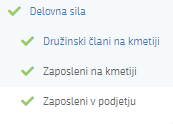 Delovna sila
Družinski člani na kmetiji
Zaposleni na kmetiji
Zaposleni v podjetju